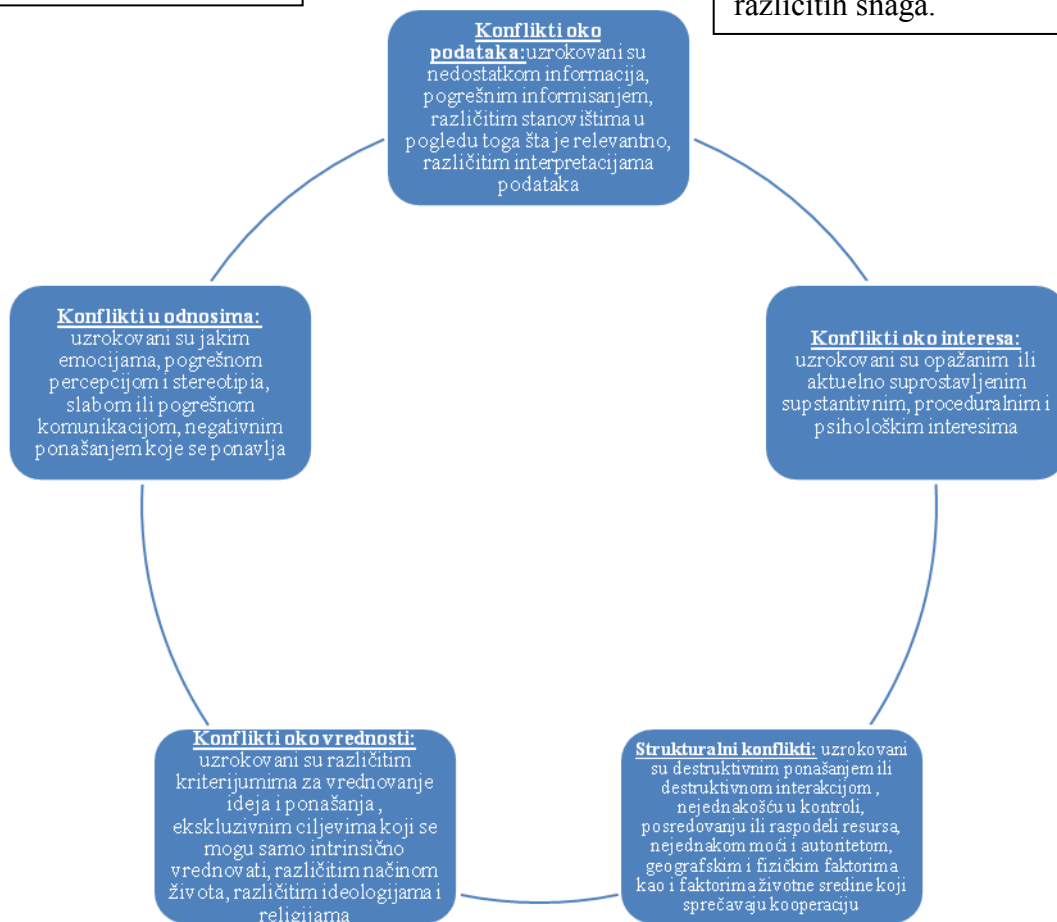 različitih snaga.
Konflikti oko
podataka:uzrokovani su
nedostatkom informacija,
pogrešnim informisanjem,
različitim stanovištima u
pogledu toga šta je relevantno,
različitim interpretacijama
podataka
Konflikti u odnosima:
uzrokovani su jakim
emocijama, pogrešnom
percepcijom i stereotipia,
slabom ili pogrešnom
komunikacijom, negativnim
ponašanjem koje se ponavlja
Konflikti oko interesa:
uzrokovani su opažanim ili
aktuelno suprostavljenim
supstantivnim, proceduralnim i
psihološkim interesima
Konflikti oko vrednosti:
uzrokovani su različitim
kriterijumima za vrednovanje
ideja i ponašanja ,
ekskluzivnim ciljevima koji se
mogu samo intrinsično
vrednovati, različitim načinom
života, različitim ideologijama i
religijama
Strukturalni konflikti: uzrokovani
su destruktivnim ponašanjem ili
destruktivnom interakcijom ,
nejednakošću u kontroli,
posredovanju ili raspodeli resursa,
nejednakom moći i autoritetom,
geografskim i fizičkim faktorima
kao i faktorima životne sredine koji
sprečavaju kooperaciju